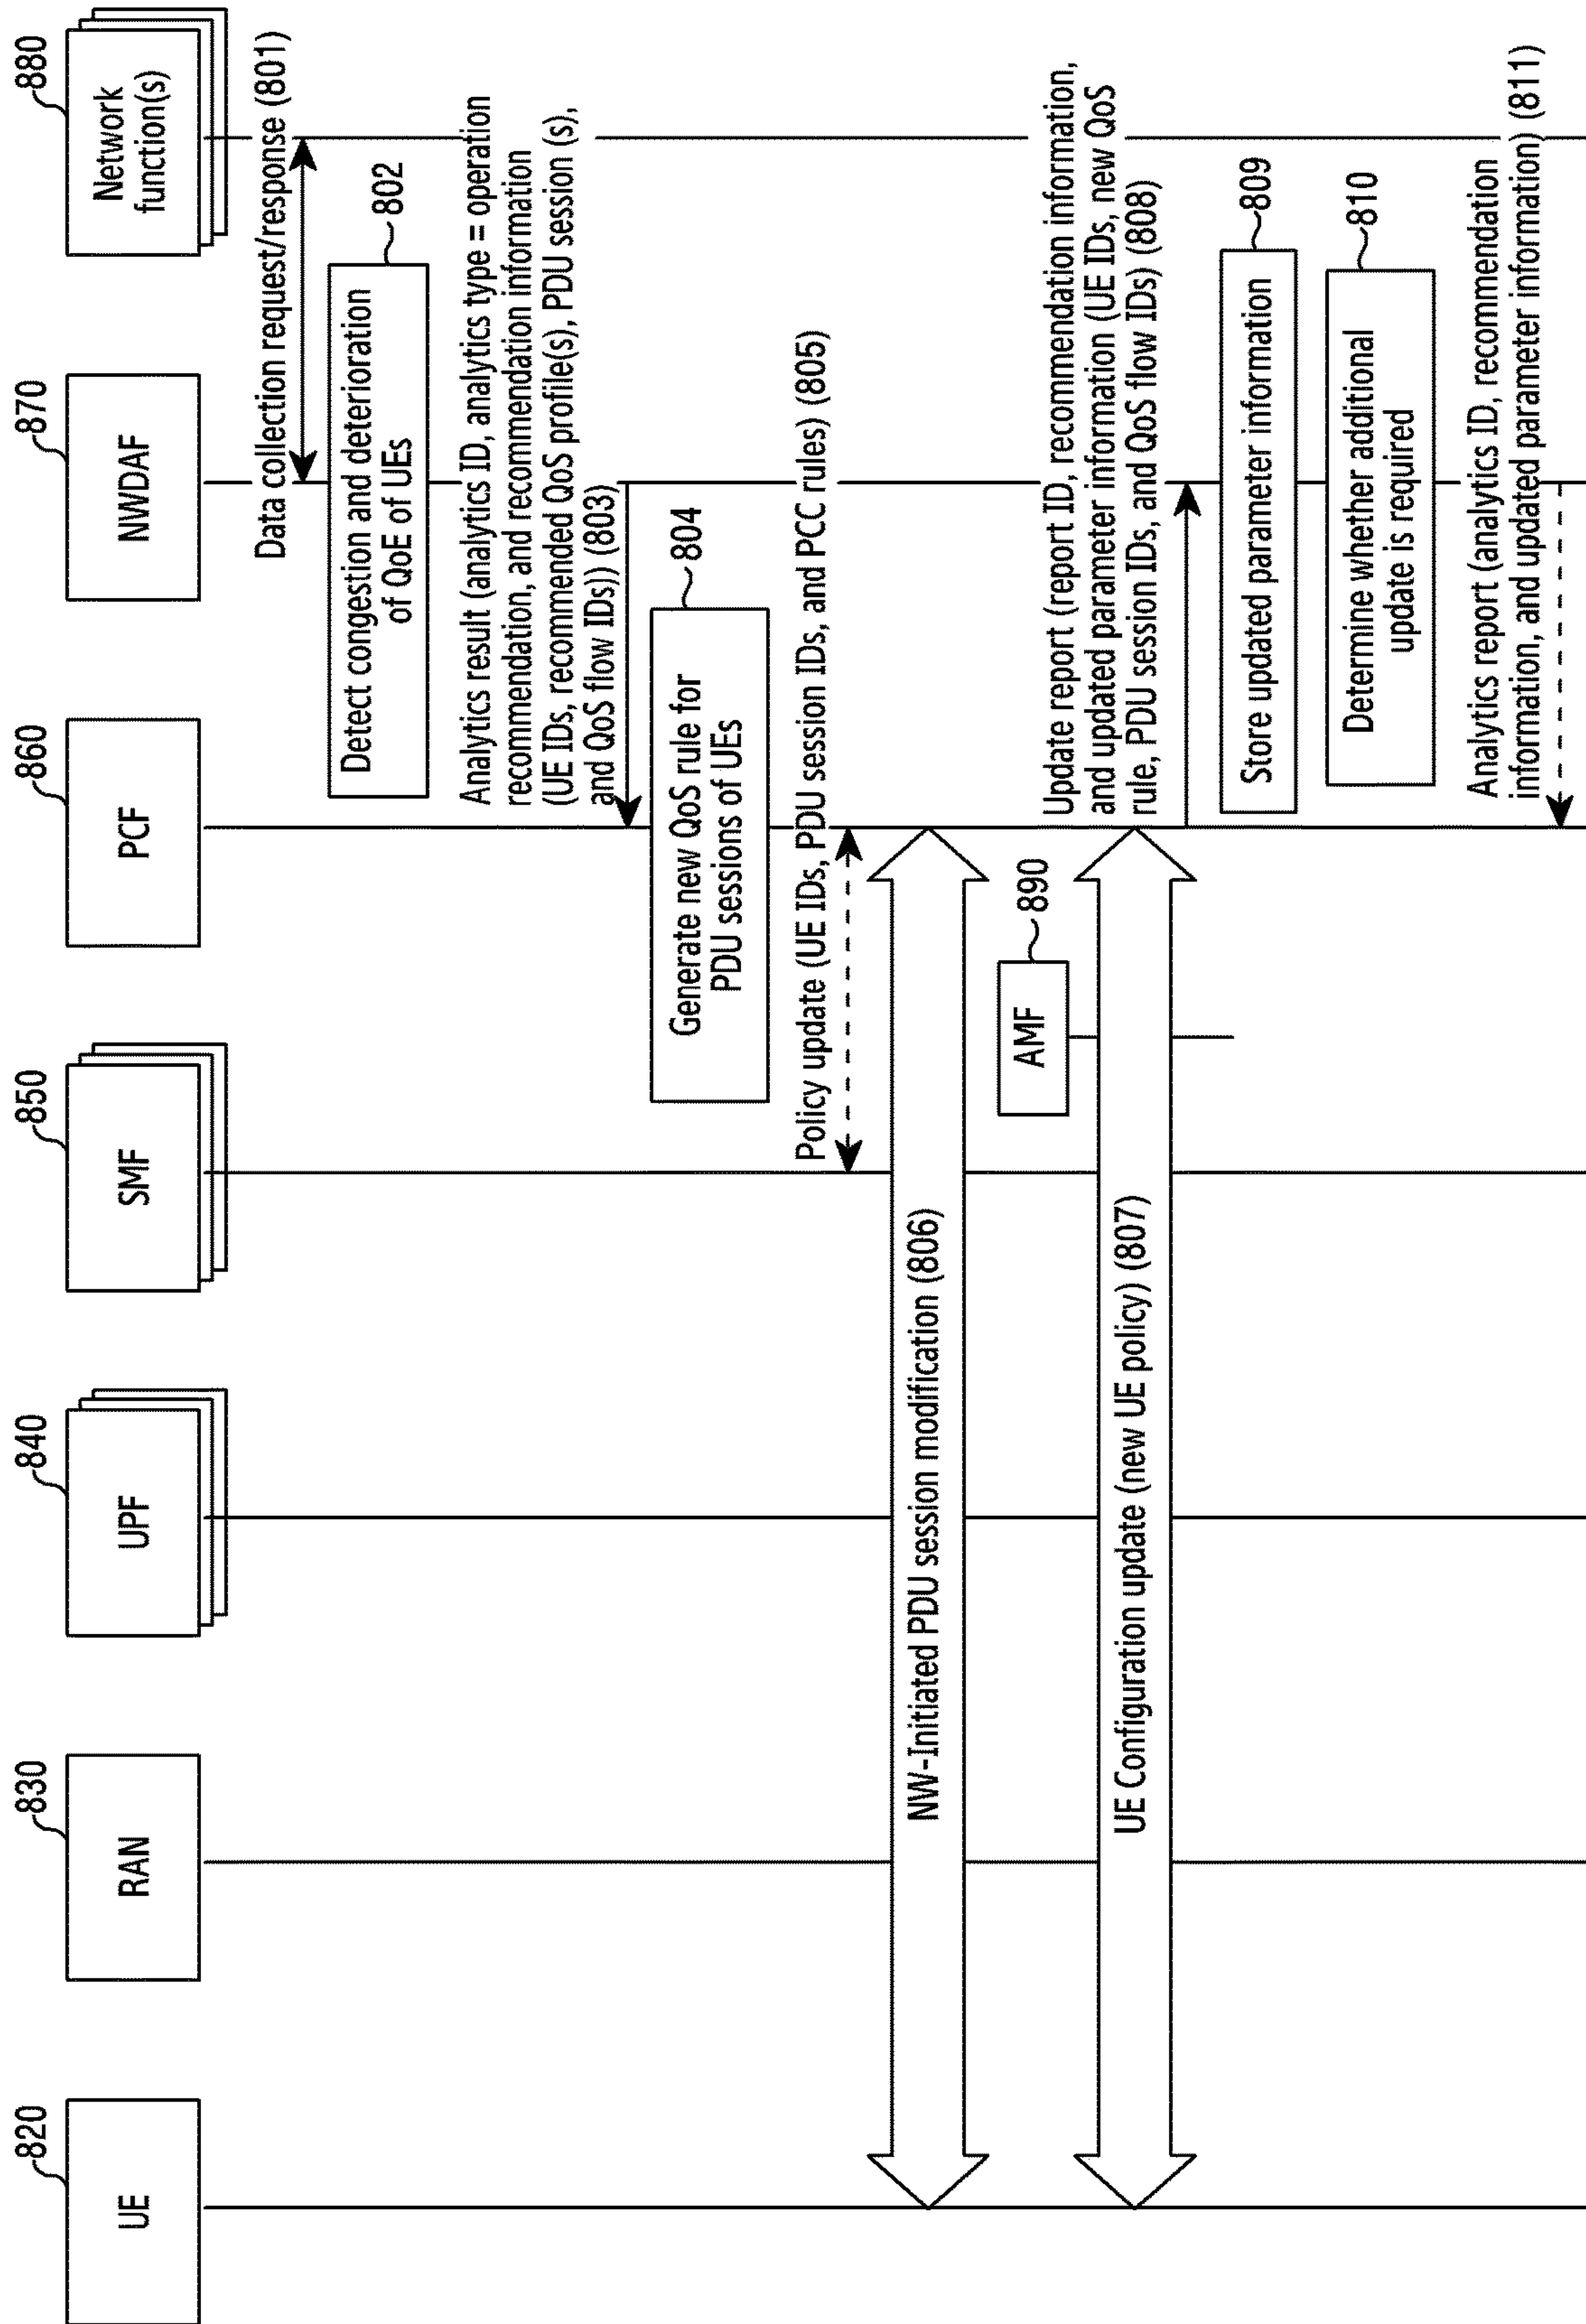 820
830
840
850
860
870
880
UE
RAN
UPF
SMF
PCF
NWDAF
Network
function(s)
Data collection request/response (801)
802
Detect congestion and deterioration
of QoE of UEs
Analytics result (analytics ID, analytics type = operation
recommendation, and recommendation information
(UE IDs, recommended QoS profile(s), PDU session (s),
and QoS flow IDs)) (803)
804
Generate new QoS rule for
PDU sessions of UEs
Policy update (UE IDs, PDU session IDs, and PCC rules) (805)
NW-Initiated PDU session modification (806)
890
AMF
UE Configuration update (new UE policy) (807)
Update report (report ID, recommendation information,
and updated parameter information (UE IDs, new QoS
rule, PDU session IDs, and QoS flow IDs) (808)
809
Store updated parameter information
810
Determine whether additional
update is required
Analytics report (analytics ID, recommendation
information, and updated parameter information) (811)